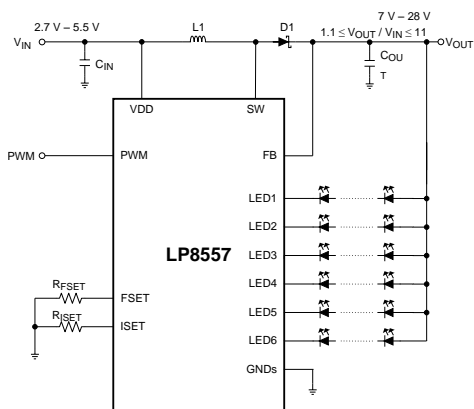 2.7 V – 5.5 V
L1
D1
7 V – 28 V
1.1 ≤ VOUT / VIN ≤ 11
VIN
VOUT
CIN
COU
T
VDD
SW
PWM
PWM
FB
LED1
LED2
LED3
LP8557
LED4
RFSET
FSET
LED5
RISET
ISET
LED6
GNDs